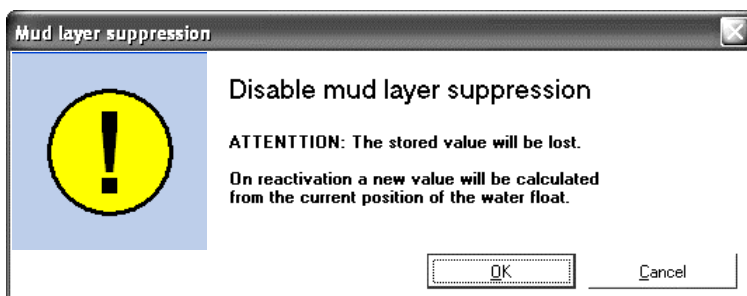 Mud layer suppression
Disable mud layer suppression
ATTENTTION: The stored value will be lost.
On reactivation a new value will be calculated
from the current position of the water float.
OK
Cancel